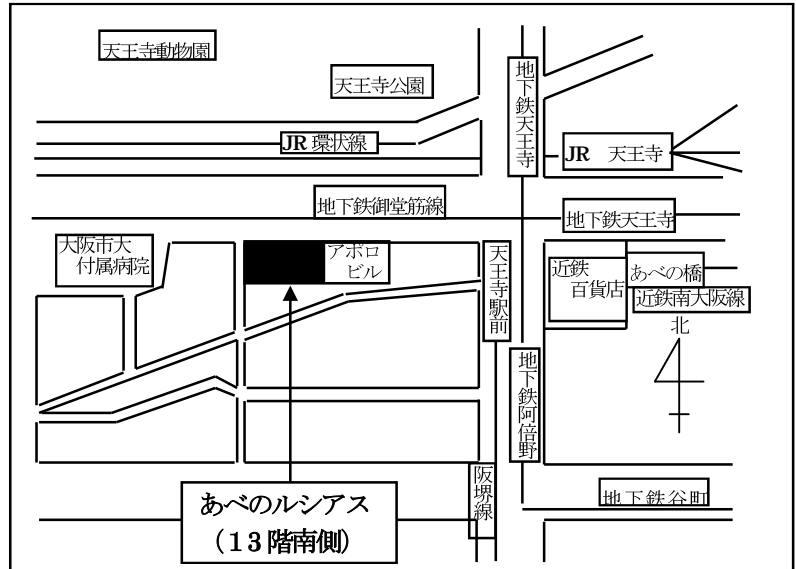 天王寺動物園
天王寺公園
地下鉄天王寺
JR 環状線
JR 天王寺
地下鉄御堂筋線
地下鉄天王寺
大阪市大
付属病院
アポロ
ビル
天王寺駅前
近鉄
百貨店
あべの橋
近鉄南大阪線
北
地下鉄阿倍野
阪堺線
地下鉄谷町
あべのルシアス
（１３階南側）